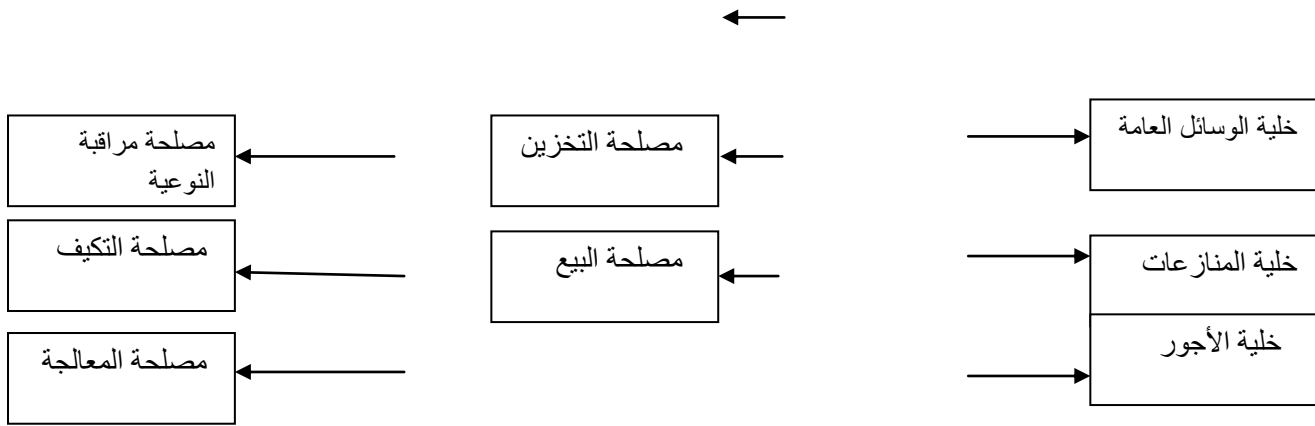 خلية الوسائل العامة
مصلحة التخزين
مصلحة مراقبة
النوعية
خلية المنازعات
مصلحة البيع
مصلحة التكيف
خلية الأجور
مصلحة المعالجة